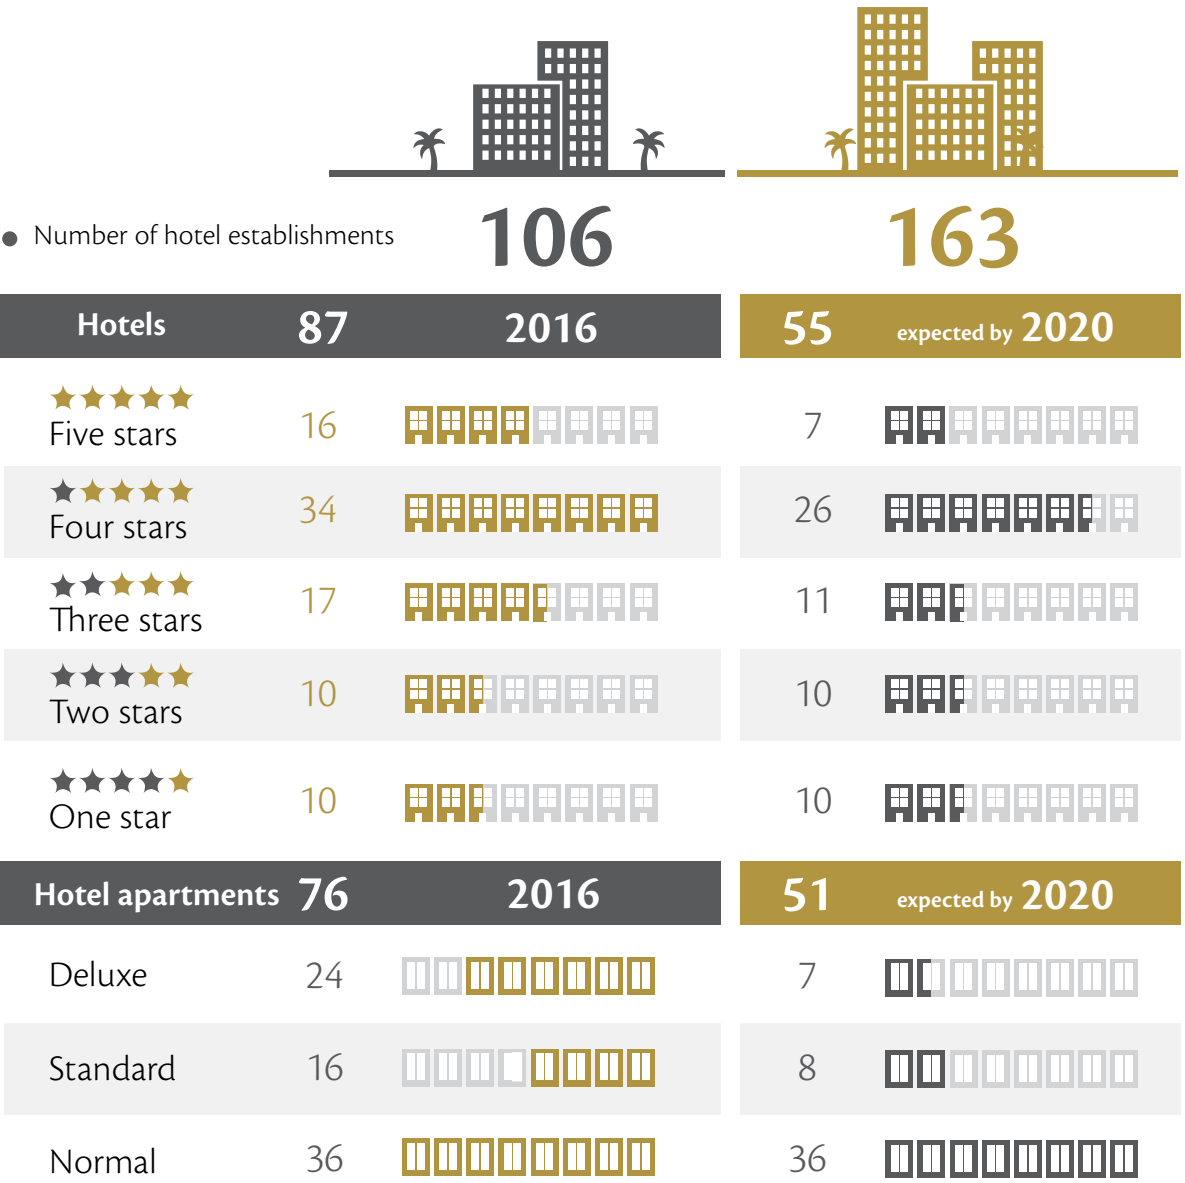 Number of hotel establishments 106 163
Hotels 87 2016 55 expected by 2020
Five stars 16 7
Four stars 34 26
Three stars 17 11
Two stars 10 10
One star 10 10
Hotel apartments 76 2016 51 expected by 2020
Deluxe 24 7
Standard 16 8
Normal 36 36